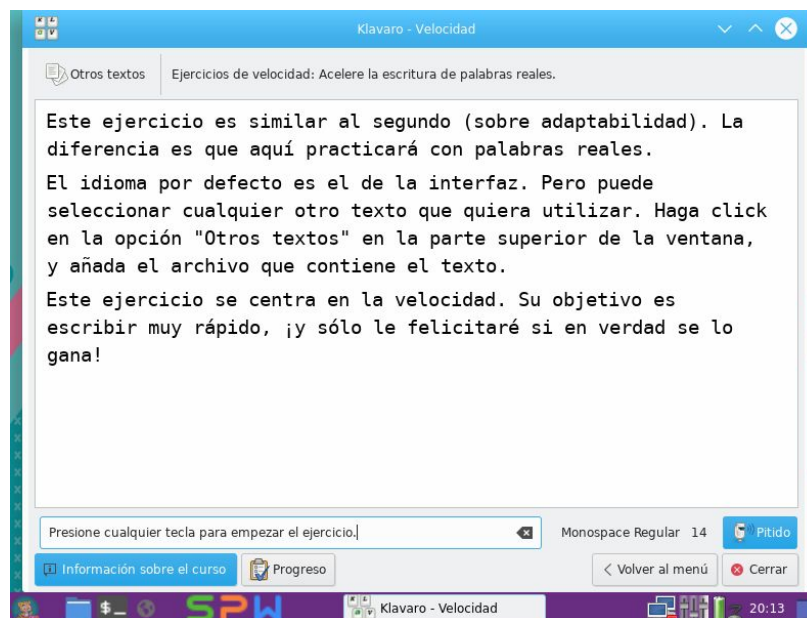 Klavaro - Velocidad
Otros textos
Ejercicios de velocidad: Acelere la escritura de palabras reales.
Este ejercicio es similar al segundo (sobre adaptabilidad). La
diferencia es que aquí practicará con palabras reales.
El idioma por defecto es el de la interfaz. Pero puede
seleccionar cualquier otro texto que quiera utilizar. Haga click
en la opción "Otros textos" en la parte superior de la ventana,
y añada el archivo que contiene el texto.
Este ejercicio se centra en la velocidad. Su objetivo es
escribir muy rápido, ¡y sólo le felicitaré si en verdad se lo
gana!
Presione cualquier tecla para empezar el ejercicio.
Monospace Regular 14
Pitido
Información sobre el curso
Progreso
< Volver al menú
Cerrar
$_
Klavaro - Velocidad
20:13